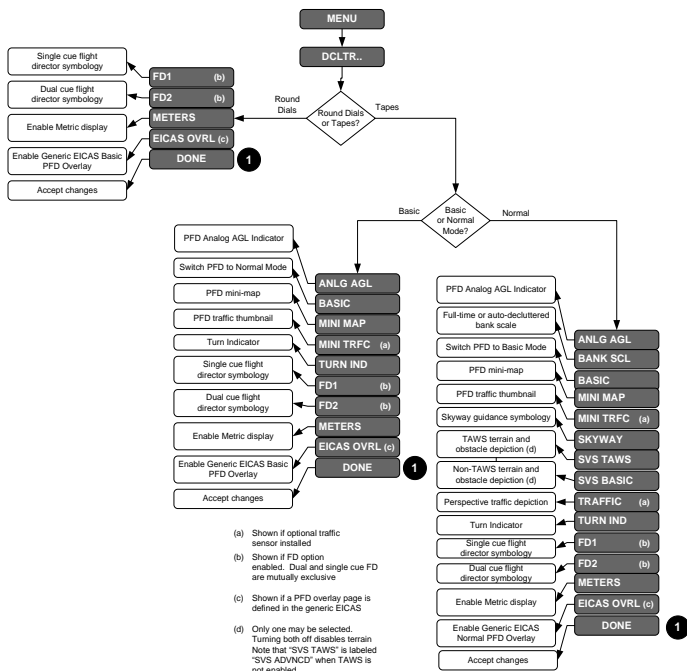 MENU
DCLTR..
Round
Dials
Round Dials
or Tapes?
Tapes
Single cue flight
director symbology
Dual cue flight
director symbology
Enable Metric display
Enable Generic EICAS Basic
PFD Overlay
Accept changes
FD1 (b)
FD2 (b)
METERS
EICAS OVRL (c)
DONE
1
Basic
Basic
or Normal
Mode?
Normal
PFD Analog AGL Indicator
Switch PFD to Normal Mode
PFD mini-map
PFD traffic thumbnail
Turn Indicator
Single cue flight
director symbology
Dual cue flight
director symbology
Enable Metric display
Enable Generic EICAS Basic
PFD Overlay
Accept changes
ANLG AGL
BASIC
MINI MAP
MINI TRFC (a)
TURN IND
FD1 (b)
FD2 (b)
METERS
EICAS OVRL (c)
DONE
1
PFD Analog AGL Indicator
Full-time or auto-decluttered
bank scale
Switch PFD to Basic Mode
PFD mini-map
PFD traffic thumbnail
Skyway guidance symbology
TAWS terrain and
obstacle depiction (d)
Non-TAWS terrain and
obstacle depiction (d)
Perspective traffic depiction
Turn Indicator
Single cue flight
director symbology
Dual cue flight
director symbology
Enable Metric display
Enable Generic EICAS
Normal PFD Overlay
Accept changes
ANLG AGL
BANK SCL
BASIC
MINI MAP
MINI TRFC (a)
SKYWAY
SVS TAWS
SVS BASIC
TRAFFIC (a)
TURN IND
FD1 (b)
FD2 (b)
METERS
EICAS OVRL (c)
DONE
1
(a) Shown if optional traffic
sensor installed
(b) Shown if FD option
enabled. Dual and single cue FD
are mutually exclusive
(c) Shown if a PFD overlay page is
defined in the generic EICAS
(d) Only one may be selected.
Turning both off disables terrain
Note that “SVS TAWS” is labeled
“SVS ADVNCD” when TAWS is
not enabled